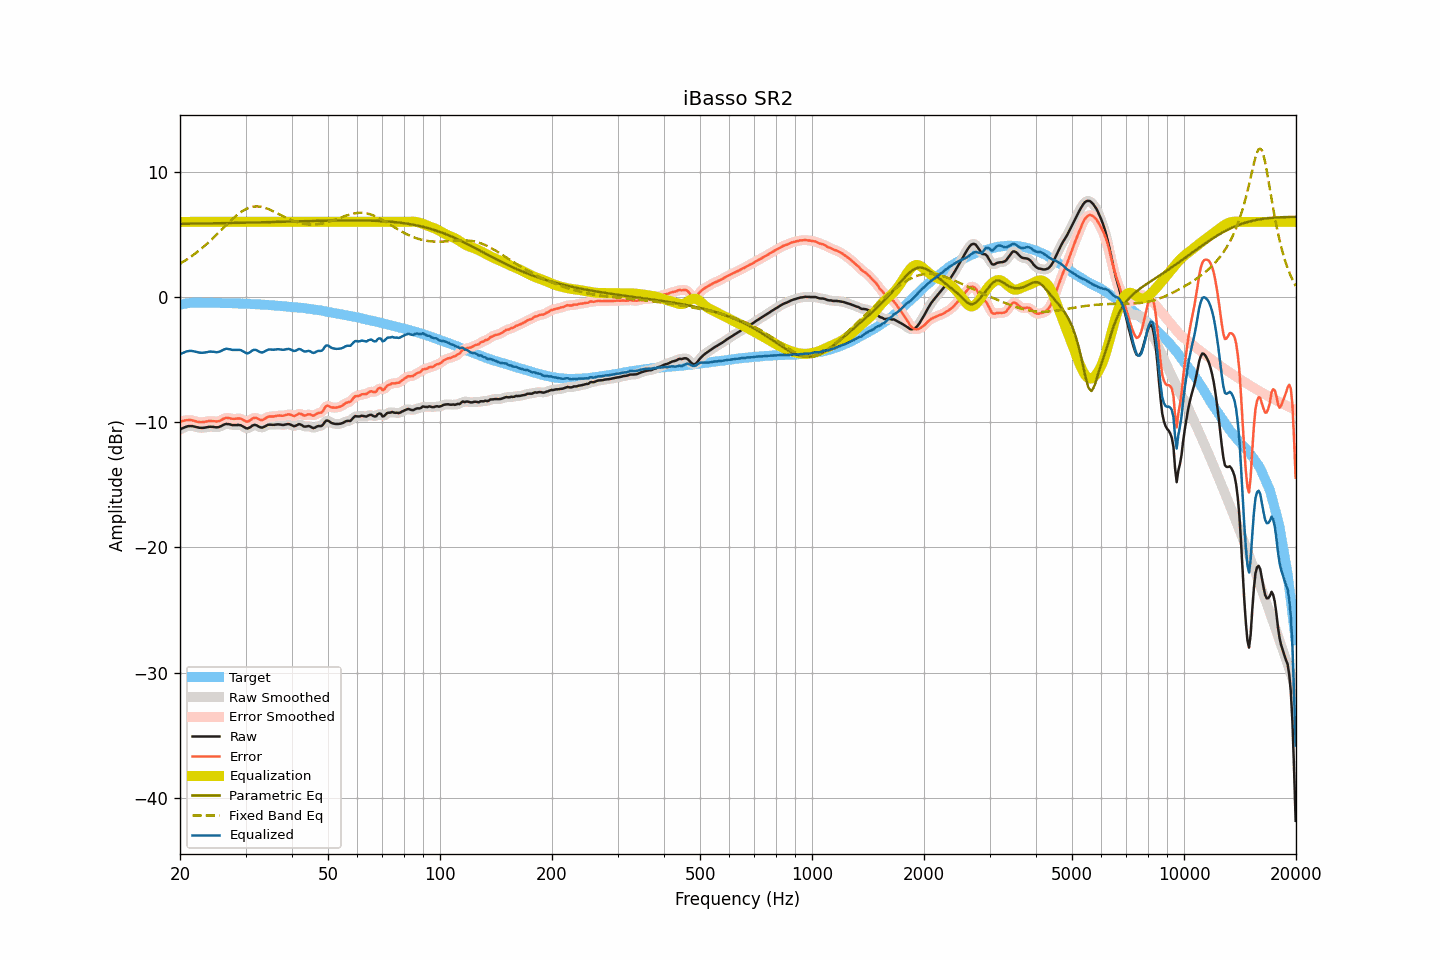 iBasso SR2
10
0
−10
−20
−30
−40
Amplitude (dBr)
Target
Raw Smoothed
Error Smoothed
Raw
Error
Equalization
Parametric Eq
Fixed Band Eq
Equalized
20 50 100 200 500 1000 2000 5000 10000 20000
Frequency (Hz)